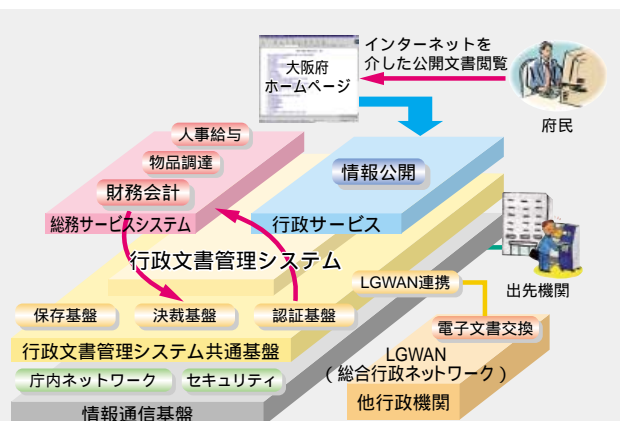 インターネットを
介した公開文書閲覧
大阪府
ホームページ
府民
人事給与
物品調達
財務会計
総務サービスシステム
情報公開
行政サービス
行政文書管理システム
LGWAN連携
出先機関
保存基盤
決裁基盤
認証基盤
電子文書交換
行政文書管理システム共通基盤
LGWAN
(総合行政ネットワーク)
庁内ネットワーク
セキュリティ
他行政機関
情報通信基盤